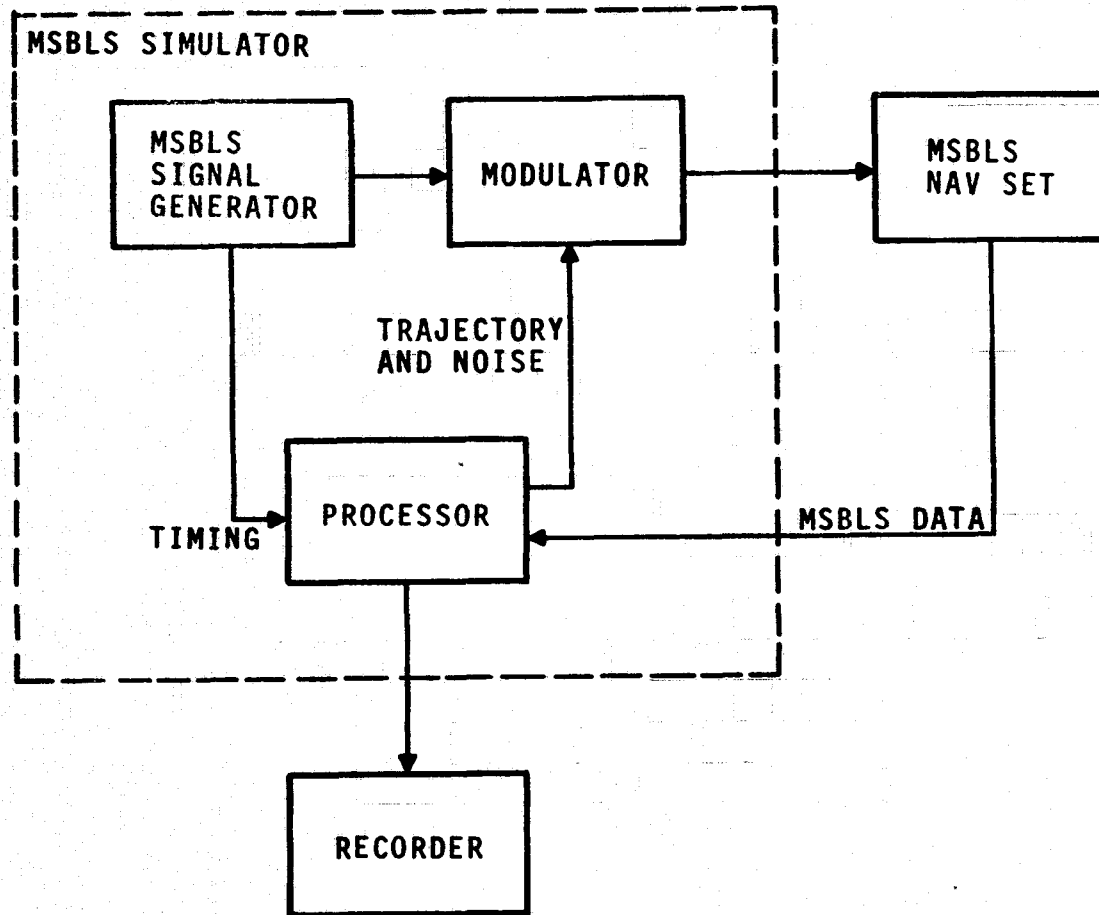 MSBLS SIMULATOR
MSBLS
SIGNAL
GENERATOR
MODULATOR
MSBLS
NAV SET
TRAJECTORY
AND NOISE
PROCESSOR
TIMING
MSBLS DATA
RECORDER